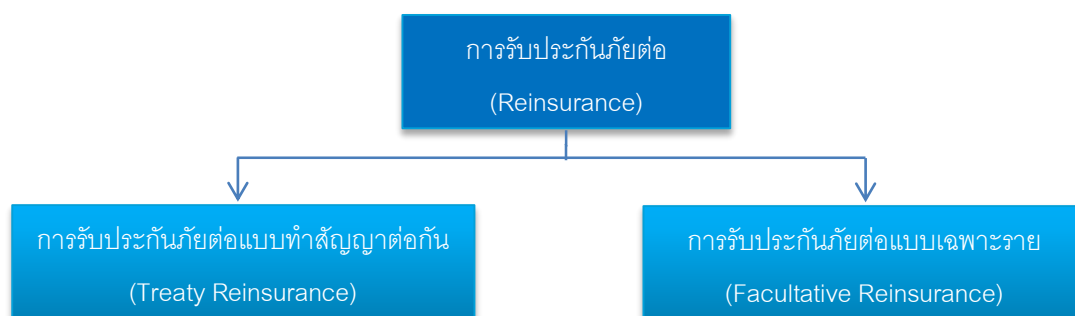 การรับประกันภัยต่อ
(Reinsurance)
การรับประกันภัยต่อแบบทำสัญญาต่อกัน
(Treaty Reinsurance)
การรับประกันภัยต่อแบบเฉพาะราย
(Facultative Reinsurance)